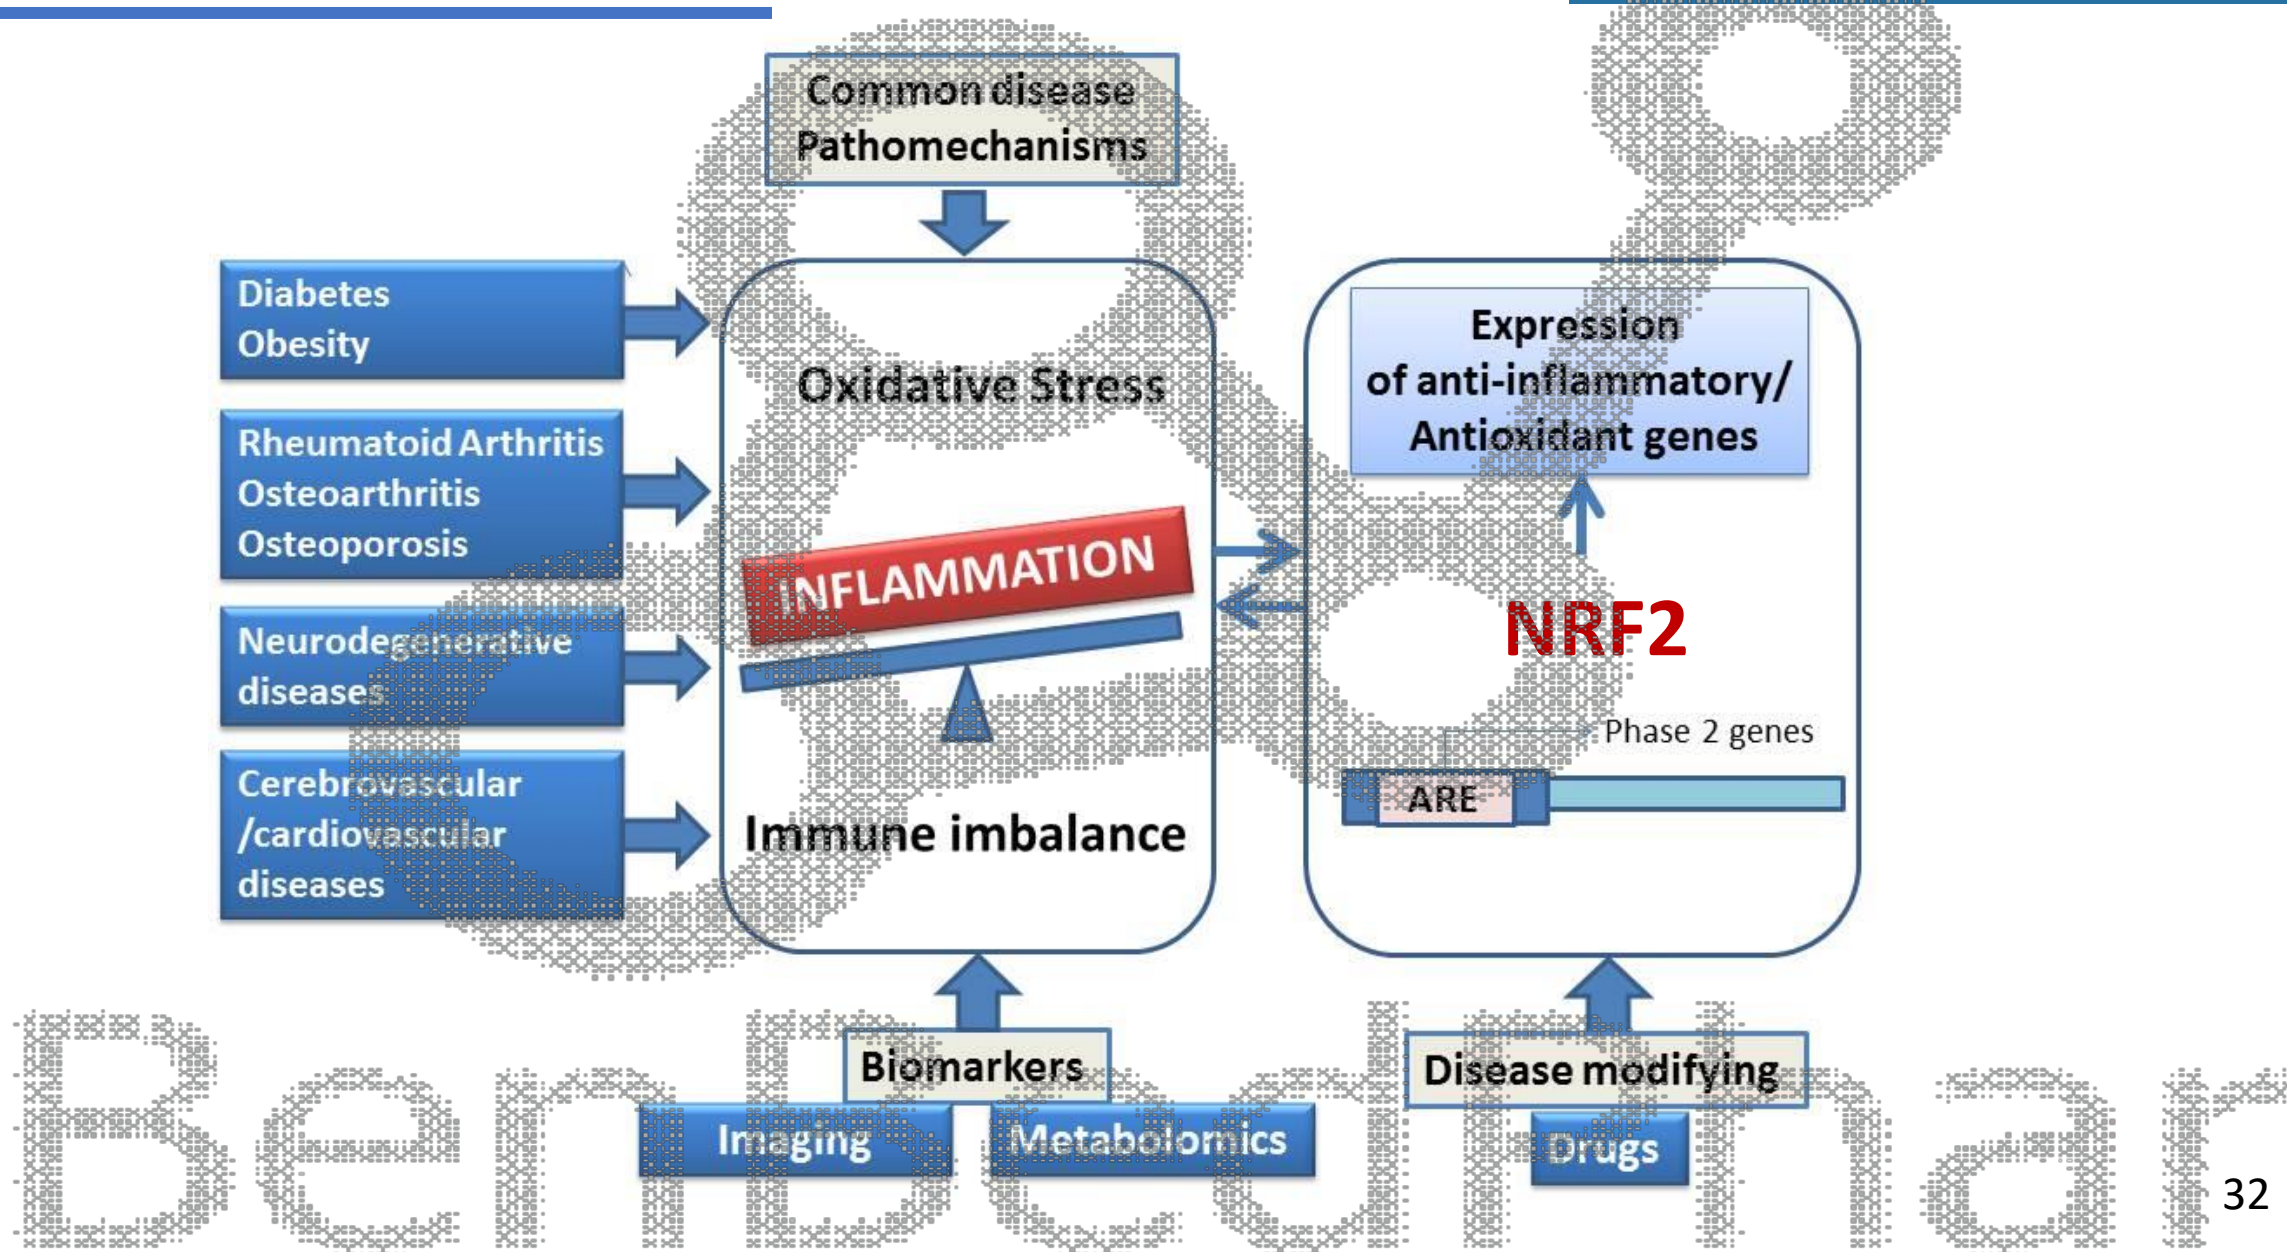 Common disease
Pathomechanisms
Diabetes
Obesity
Rheumatoid Arthritis
Osteoarthritis
Osteoporosis
Neurodegenerative
diseases
Cerebrovascular
/cardiovascular
diseases
Oxidative Stress
INFLAMMATION
Immune imbalance
Expression
of anti-inflammatory/
Antioxidant genes
NRF2
Phase 2 genes
ARE
Biomarkers
Imaging
Metabolomics
Disease modifying
Drugs
32